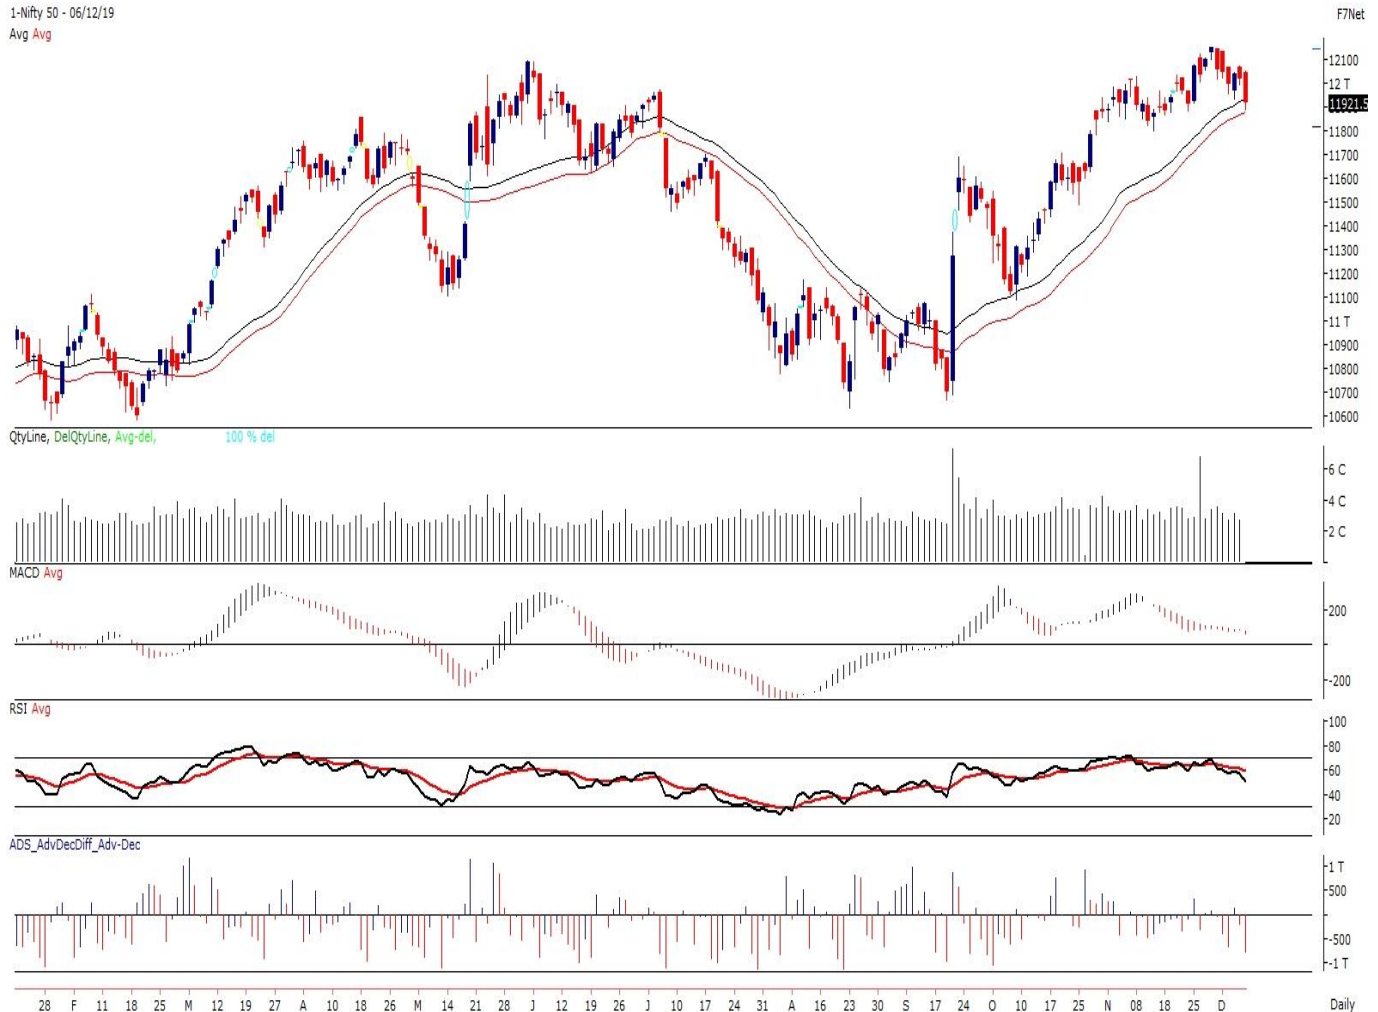 1-Nifty 50 - 06/12/19
F7Net
Avg Avg
12100
12 T
11921.5
11800
11700
11600
11500
11400
11300
11200
11100
11 T
10900
10800
10700
10600
QtyLine, DelQtyLine, Avg-del, 100 % del
6 C
4 C
2 C
MACD Avg
200
-200
RSI Avg
100
80
60
40
20
ADS_AdvDecDiff_Adv-Dec
1 T
500
-500
-1 T
28 F 11 18 25 M 12 19 27 A 10 18 26 M 14 21 28 J 12 19 26 J 10 17 24 31 A 16 23 30 S 17 24 O 10 17 25 N 08 18 25 D Daily